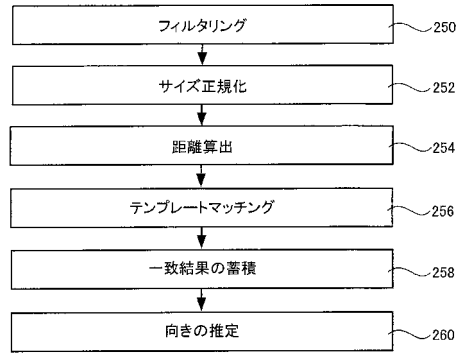 フィルタリング 250
サイズ正規化 252
距離算出 254
テンプレートマッチング 256
一致結果の蓄積 258
向きの推定 260